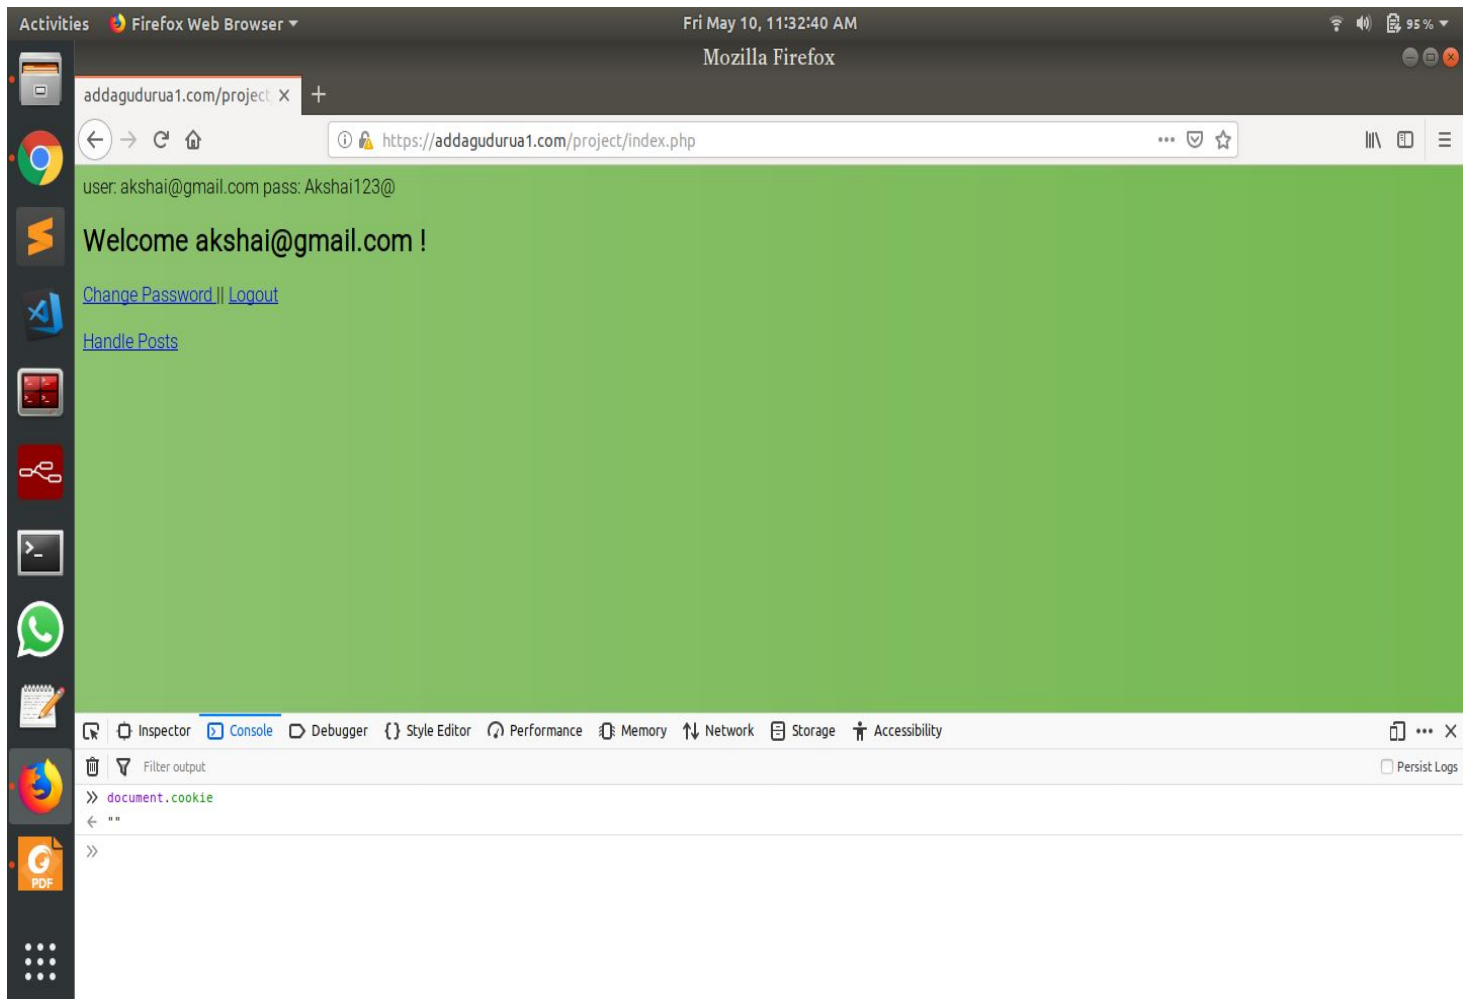 Activities Firefox Web Browser Fri May 10, 11:32:40 AM 95 %
Mozilla Firefox
addagudurua1.com/project
https://addagudurua1.com/project/index.php
user: akshai@gmail.com pass: Akshai123@
Welcome akshai@gmail.com !
Change Password || Logout
Handle Posts
Inspector Console Debugger {} Style Editor Performance Memory Network Storage Accessibility
Filter output Persist Logs
document.cookie
""
PDF